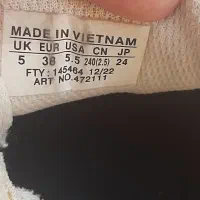 MADE IN VIETNAM
UK EUR USA CN JP
5 38 5.5 240(2.5) 24
FTY: 145464 12/22
ART NO.472111